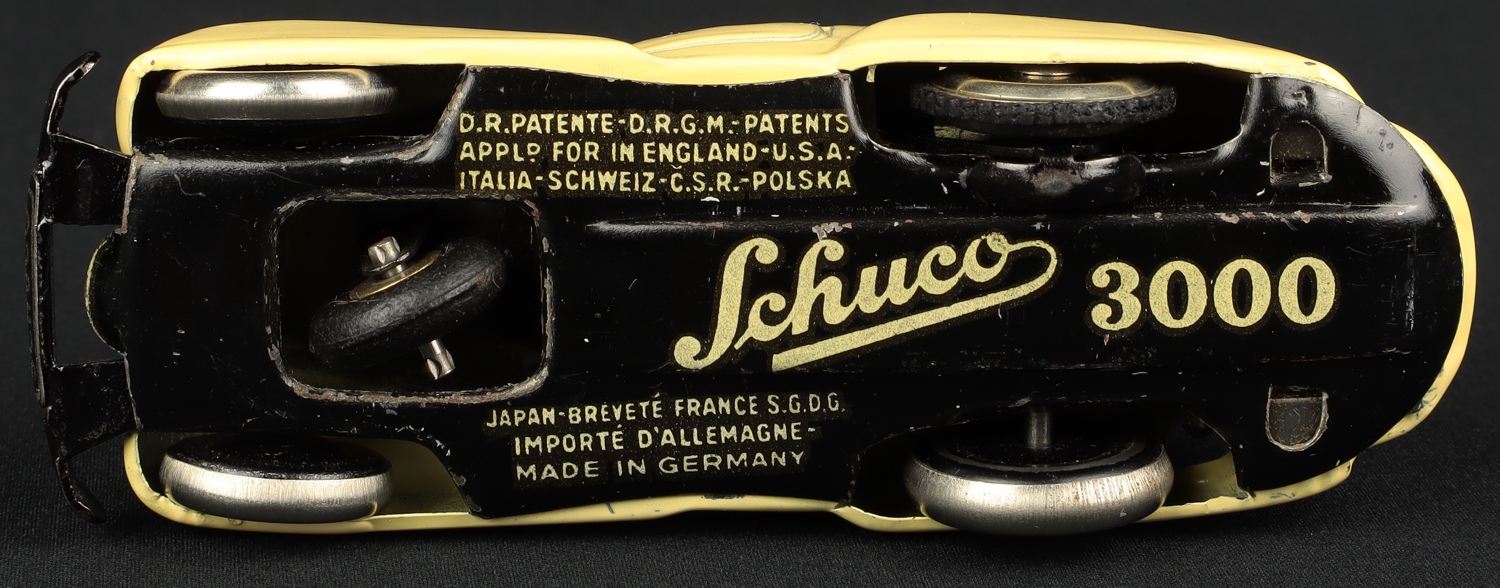 D.R.PATENTE-D.R.G.M.-PATENTS
APPLD FOR IN ENGLAND-U.S.A.-
ITALIA-SCHWEIZ-Č.S.R.-POLSKA
Schuco 3000
JAPAN-BREVETÉ FRANCE S.G.D.G.
IMPORTÉ D'ALLEMAGNE-
MADE IN GERMANY